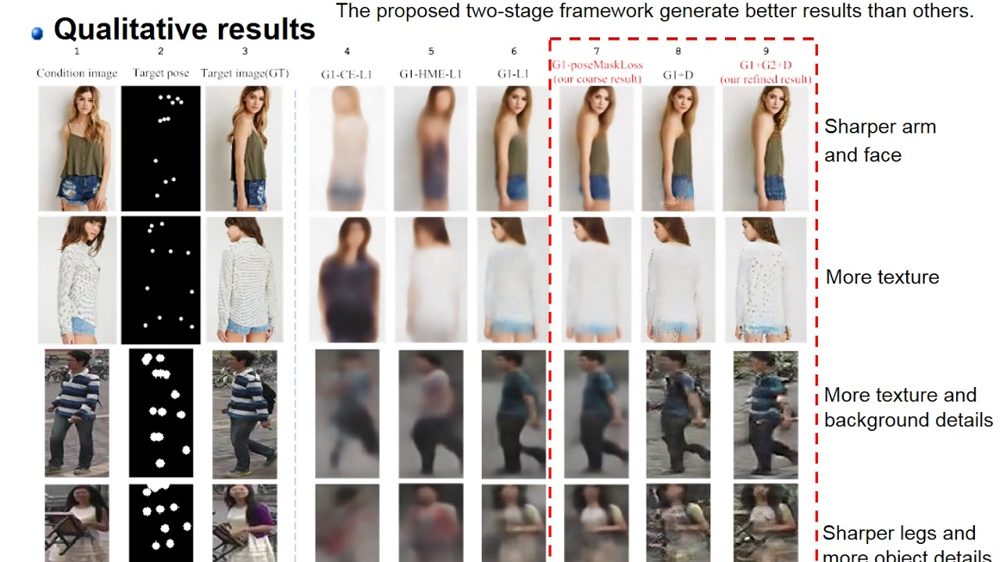 The proposed two-stage framework generate better results than others.
Qualitative results
1 2 3 4 5 6 7 8 9
Condition image Target pose Target image(GT) G1-CE-L1 G1-HME-L1 G1-L1 G1-poseMaskLoss (our coarse result) G1+D G1+G2+D (our refined result)
Sharper arm
and face
More texture
More texture and
background details
Sharper legs and
more object details